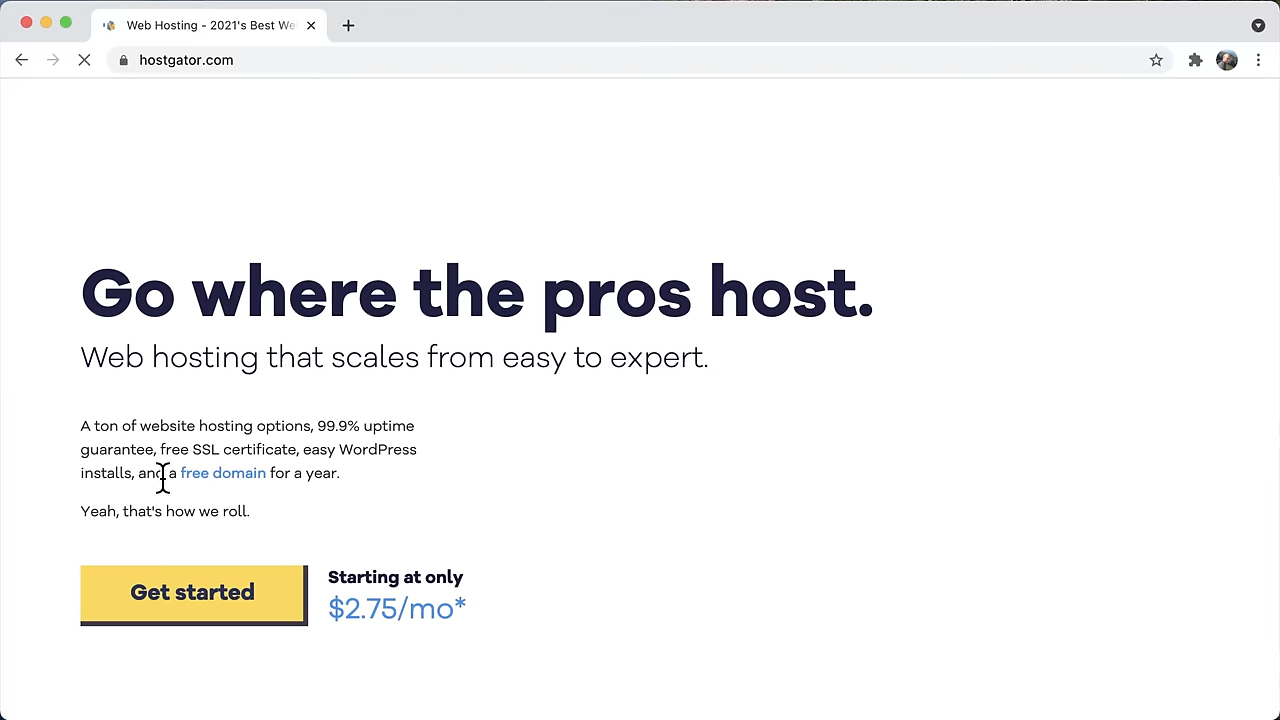 Web Hosting - 2021's Best We
hostgator.com
Go where the pros host.
Web hosting that scales from easy to expert.
A ton of website hosting options, 99.9% uptime
guarantee, free SSL certificate, easy WordPress
installs, and a free domain for a year.
Yeah, that's how we roll.
Get started
Starting at only
$2.75/mo*